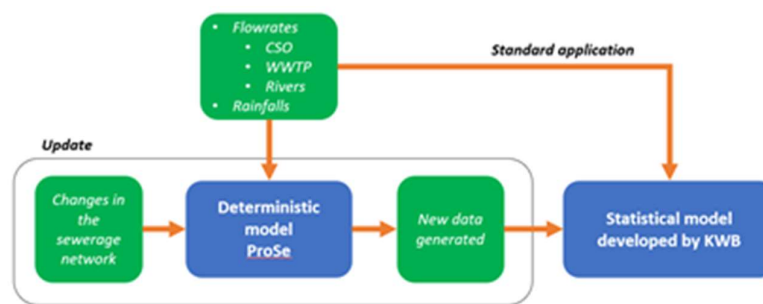 • Flowrates
• CSO
• WWTP
• Rivers
• Rainfalls
Standard application
Update
Changes in
the
sewerage
network
Deterministic
model
ProSe
New data
generated
Statistical model
developed by KWB